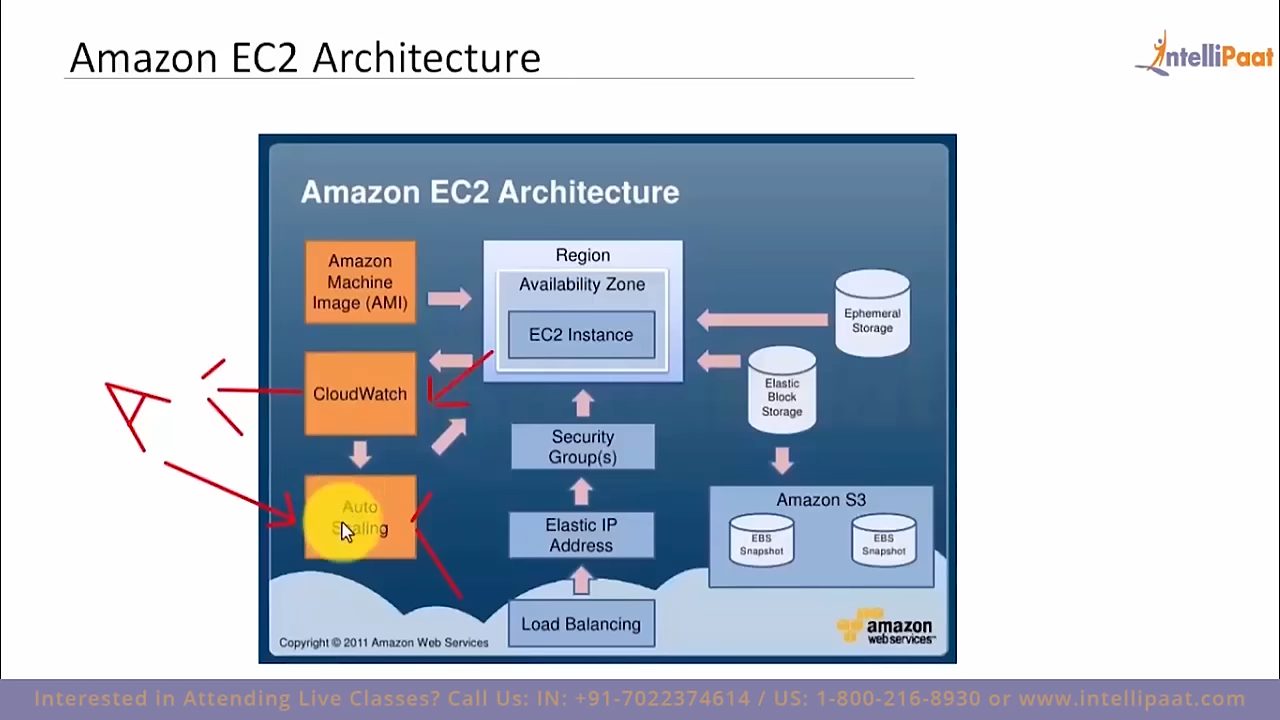 Amazon EC2 Architecture
IntelliPaat
Amazon EC2 Architecture
Amazon
Machine
Image (AMI)
Region
Availability Zone
EC2 Instance
Ephemeral
Storage
CloudWatch
Elastic
Block
Storage
A
Security
Group(s)
Auto
Scaling
Elastic IP
Address
Amazon S3
EBS
Snapshot
EBS
Snapshot
Load Balancing
amazon
webservices™
Copyright © 2011 Amazon Web Services
Interested in Attending Live Classes? Call Us: IN: +91-7022374614 / US: 1-800-216-8930 or www.intellipaat.com